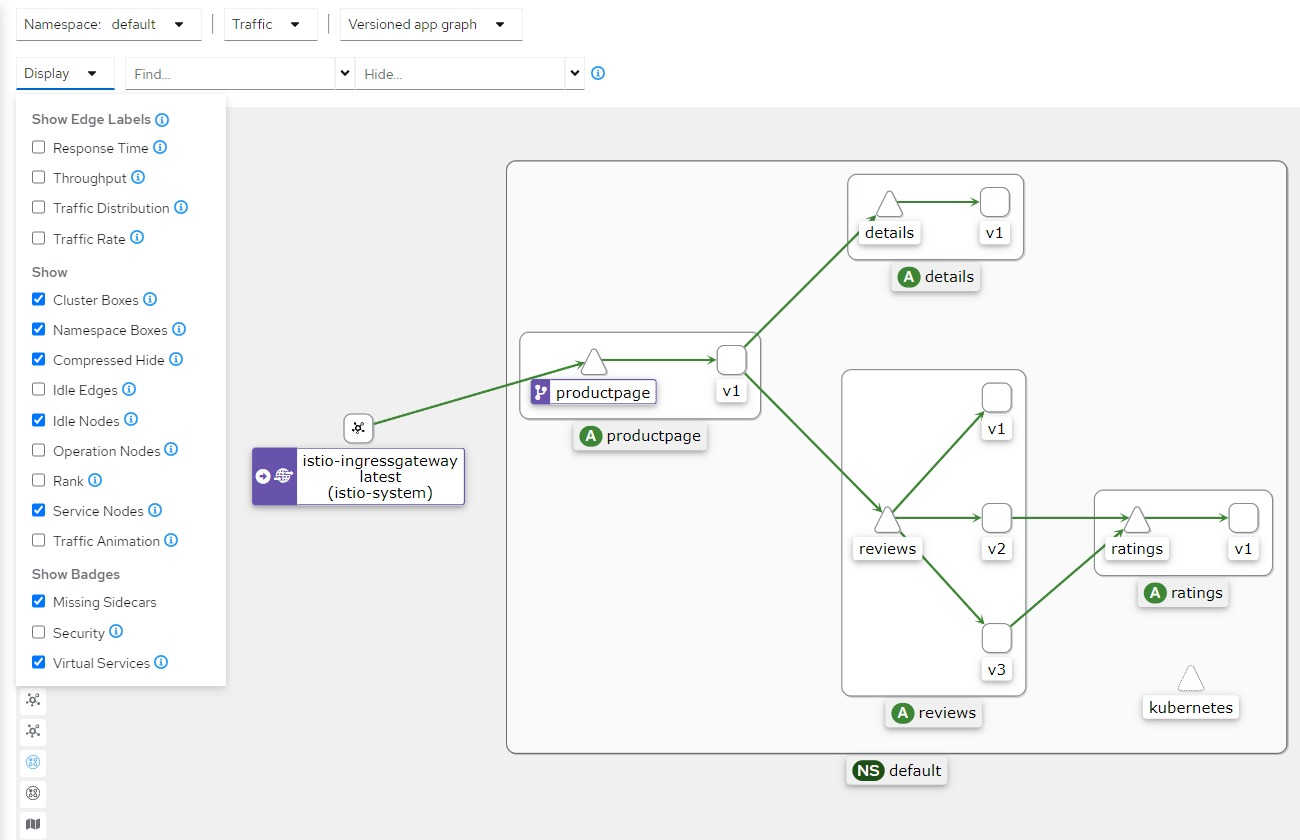 Namespace: default
Traffic
Versioned app graph
Display
Find...
Hide...
Show Edge Labels
Response Time
Throughput
Traffic Distribution
Traffic Rate
Show
Cluster Boxes
Namespace Boxes
Compressed Hide
Idle Edges
Idle Nodes
Operation Nodes
Rank
Service Nodes
Traffic Animation
Show Badges
Missing Sidecars
Security
Virtual Services
istio-ingressgateway
latest
(istio-system)
productpage
v1
A productpage
details
v1
A details
reviews
v1
v2
v3
A reviews
ratings
v1
A ratings
kubernetes
NS default